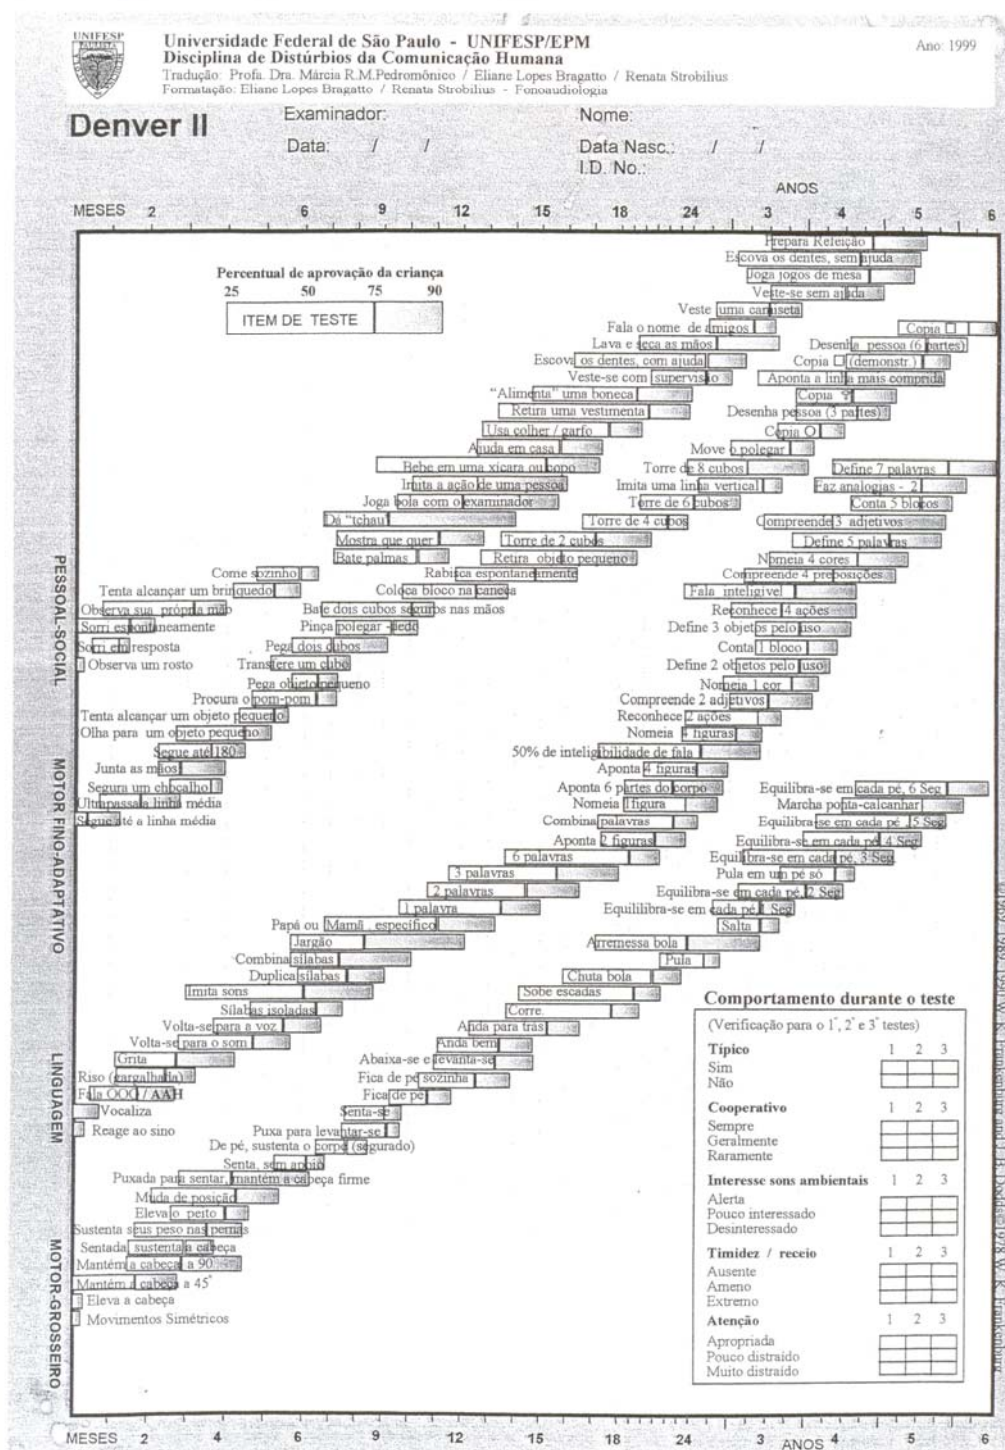 UNIFESP
PAULISTA
Universidade Federal de São Paulo - UNIFESP/EPM
Disciplina de Distúrbios da Comunicação Humana
Tradução: Profa. Dra. Márcia R.M.Pedromônico / Eliane Lopes Bragatto / Renata Strobilius
Formatação: Eliane Lopes Bragatto / Renata Strobilius - Fonoaudiologia
Ano: 1999
Denver II
Examinador:
Nome:
Data: / /
Data Nasc.: / /
I.D. No.:
ANOS
MESES 2 6 9 12 15 18 24 3 4 5 6
Percentual de aprovação da criança
25 50 75 90
ITEM DE TESTE
Prepara Refeição
Escova os dentes, sem ajuda
Joga jogos de mesa
Veste-se sem ajuda
Veste uma camiseta
Fala o nome de amigos
Copia □
Lava e seca as mãos
Desenha pessoa (6 partes)
Escova os dentes, com ajuda
Copia □ (demonstr.)
Veste-se com supervisão
Aponta a linha mais comprida
"Alimenta" uma boneca
Copia
Retira uma vestimenta
Desenha pessoa (3 partes)
Usa colher / garfo
Copia O
Ajuda em casa
Move o polegar
Bebe em uma xícara ou copo
Torre de 8 cubos
Define 7 palavras
Imita a ação de uma pessoa
Imita uma linha vertical
Faz analogias - 2
Joga bola com o examinador
Torre de 6 cubos
Conta 5 blocos
Dá "tchau"
Torre de 4 cubos
Compreende 3 adjetivos
Mostra que quer
Torre de 2 cubos
Define 5 palavras
Bate palmas
Retira objeto pequeno
Nomeia 4 cores
Come sozinho
Rabisca espontaneamente
Compreende 4 preposições
Tenta alcançar um brinquedo
Coloca bloco na caneca
Fala inteligível
Observa sua própria mão
Bate dois cubos seguros nas mãos
Reconhece 4 ações
Sorri espontaneamente
Pinça polegar -dedo
Define 3 objetos pelo uso
Sorri em resposta
Pega dois cubos
Conta 1 bloco
Observa um rosto
Transfere um cubo
Define 2 objetos pelo uso
Pega objeto pequeno
Nomeia 1 cor
Procura o pom-pom
Compreende 2 adjetivos
Tenta alcançar um objeto pequeno
Reconhece 2 ações
Olha para um objeto pequeno
Nomeia 4 figuras
Segue até 180
50% de inteligibilidade de fala
Junta as mãos
Aponta 4 figuras
Segura um chocalho
Aponta 6 partes do corpo
Equilibra-se em cada pé, 6 Seg
Ultrapassa a linha média
Nomeia 1figura
Marcha ponta-calcanhar
Segue até a linha média
Combina palavras
Equilibra-se em cada pé , 5 Seg
Aponta 2 figuras
Equilibra-se em cada pé 4 Seg
6 palavras
Equilibra-se em cada pé, 3 Seg
3 palavras
Pula em um pé só
2 palavras
Equilibra-se em cada pé, 2 Seg
1 palavra
Equililibra-se em cada pé, 1 Seg
Papá ou Mamã , específico
Salta
Jargão
Arremessa bola
Combina sílabas
Pula
Duplica sílabas
Chuta bola
Imita sons
Sobe escadas
Sílabas isoladas
Corre.
Volta-se para a voz
Anda para trás
Volta-se para o som
Anda bem
Grita
Abaixa-se e levanta-se
Riso (gargalhada)
Fica de pé sozinha
Fala OOO / AAH
Fica de pé
Vocaliza
Senta-se
Reage ao sino
Puxa para levantar-se
De pé, sustenta o corpo (segurado)
Senta, sem apoio
Puxada para sentar, mantém a cabeça firme
Muda de posição
Eleva o peito
Sustenta seus peso nas pernas
Sentada sustenta a cabeça
Mantém a cabeça a 90
Mantém a cabeça a 45°
Eleva a cabeça
Movimentos Simétricos
PESSOAL-SOCIAL
MOTOR FINO-ADAPTATIVO
LINGUAGEM
MOTOR-GROSSEIRO
Comportamento durante o teste
(Verificação para o 1°, 2° e 3° testes)
Típico 1 2 3
Sim
Não
Cooperativo 1 2 3
Sempre
Geralmente
Raramente
Interesse sons ambientais 1 2 3
Alerta
Pouco interessado
Desinteressado
Timidez / receio 1 2 3
Ausente
Ameno
Extremo
Atenção 1 2 3
Apropriada
Pouco distraído
Muito distraído
W. K. Frankenburg and J. B. Dodds 1978 W. K. Frankenburg
MESES 2 4 6 9 12 15 18 24 3 4 5 6
ANOS